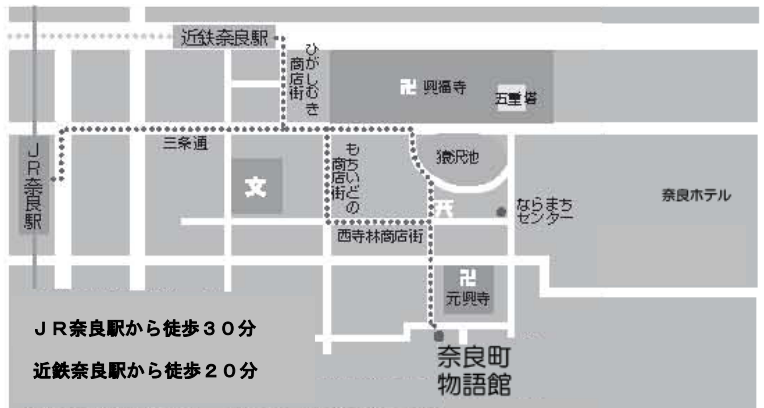 近鉄奈良駅
ひがしむき
商店街
卍 興福寺
五重塔
三条通
JR奈良駅
もちいどの
商店街
猿沢池
文
奈良ホテル
ならまち
センター
西寺林商店街
卍
元興寺
JR奈良駅から徒歩30分
近鉄奈良駅から徒歩20分
奈良町
物語館